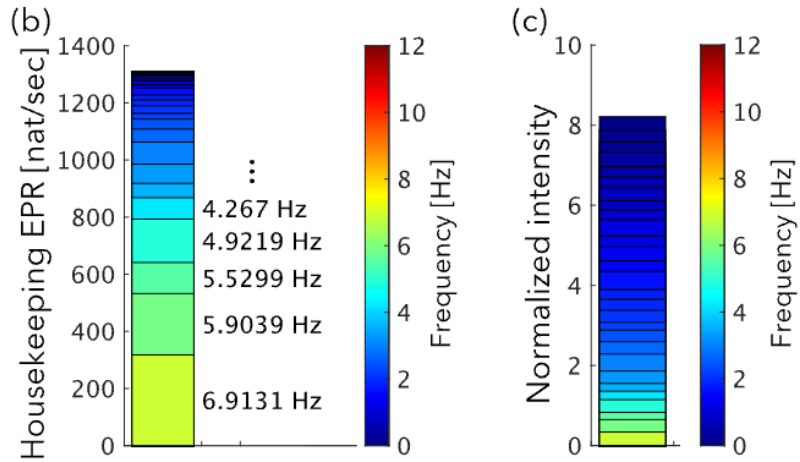 (b)
Housekeeping EPR [nat/sec]
1400
1200
1000
800
600
400
200
0
⋮
4.267 Hz
4.9219 Hz
5.5299 Hz
5.9039 Hz
6.9131 Hz
12
10
8
6
4
2
0
Frequency [Hz]
(c)
Normalized intensity
10
8
6
4
2
0
12
10
8
6
4
2
0
Frequency [Hz]